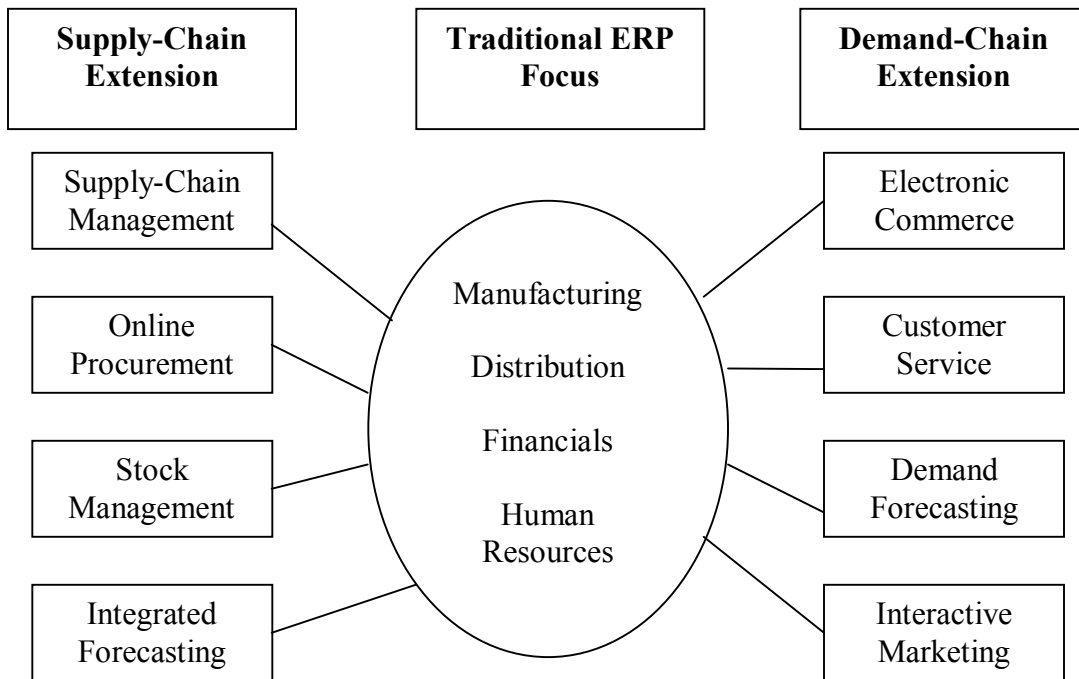 Supply-Chain
Extension
Traditional ERP
Focus
Demand-Chain
Extension
Supply-Chain
Management
Online
Procurement
Stock
Management
Integrated
Forecasting
Manufacturing
Distribution
Financials
Human
Resources
Electronic
Commerce
Customer
Service
Demand
Forecasting
Interactive
Marketing